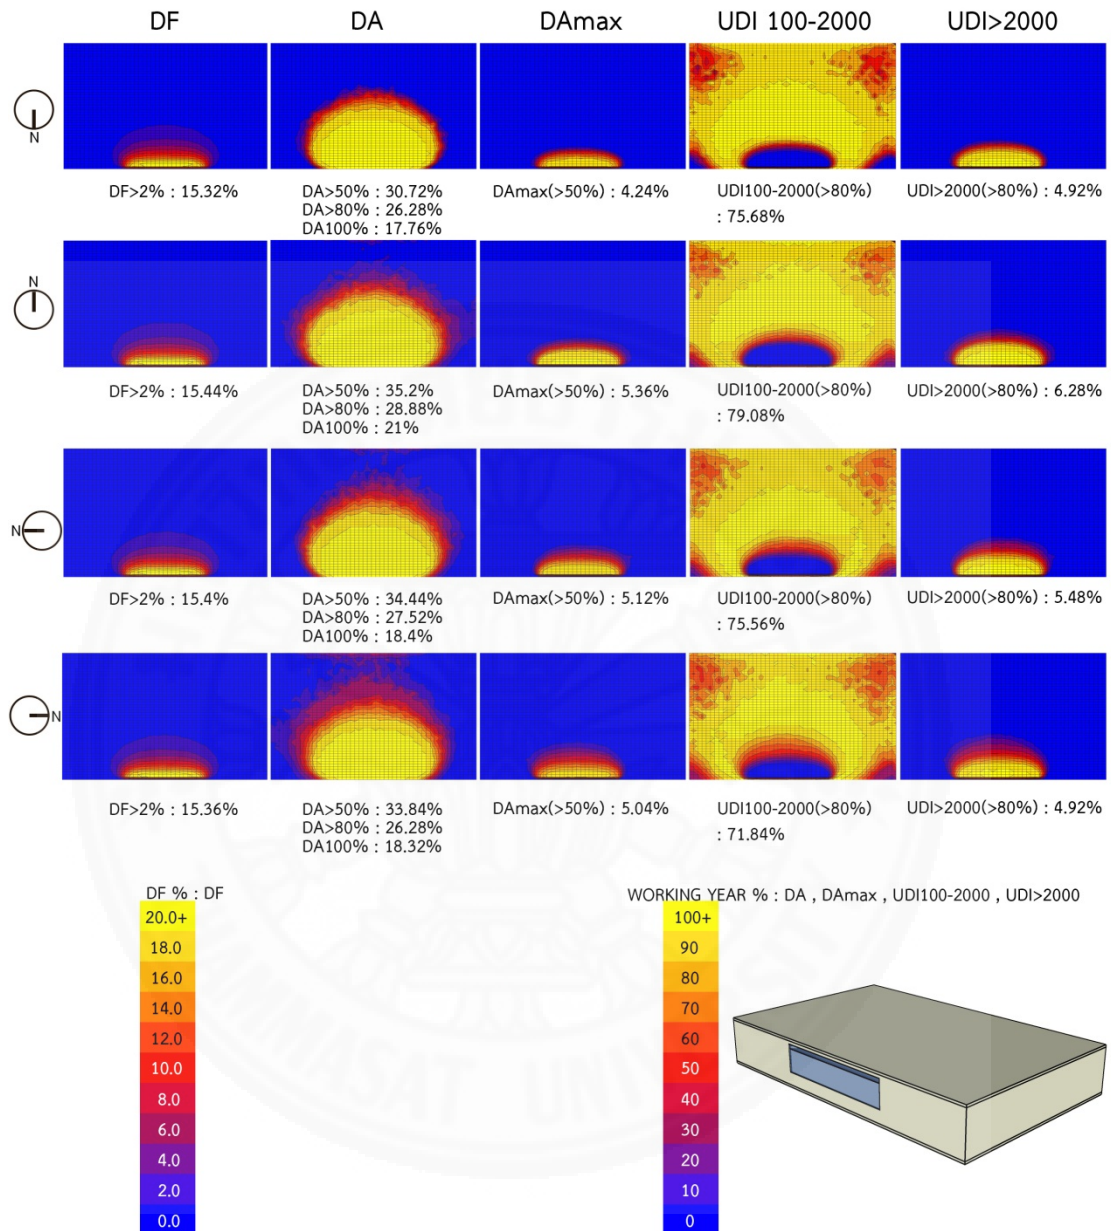 DF DA DAmax UDI 100-2000 UDI>2000
N
DF>2% : 15.32%
DA>50% : 30.72%
DA>80% : 26.28%
DA100% : 17.76%
DAmax(>50%) : 4.24%
UDI100-2000(>80%)
: 75.68%
UDI>2000(>80%) : 4.92%
N
DF>2% : 15.44%
DA>50% : 35.2%
DA>80% : 28.88%
DA100% : 21%
DAmax(>50%) : 5.36%
UDI100-2000(>80%)
: 79.08%
UDI>2000(>80%) : 6.28%
N
DF>2% : 15.4%
DA>50% : 34.44%
DA>80% : 27.52%
DA100% : 18.4%
DAmax(>50%) : 5.12%
UDI100-2000(>80%)
: 75.56%
UDI>2000(>80%) : 5.48%
N
DF>2% : 15.36%
DA>50% : 33.84%
DA>80% : 26.28%
DA100% : 18.32%
DAmax(>50%) : 5.04%
UDI100-2000(>80%)
: 71.84%
UDI>2000(>80%) : 4.92%
DF % : DF
20.0+
18.0
16.0
14.0
12.0
10.0
8.0
6.0
4.0
2.0
0.0
WORKING YEAR % : DA , DAmax , UDI100-2000 , UDI>2000
100+
90
80
70
60
50
40
30
20
10
0
THAMMASAT UNIVERSITY